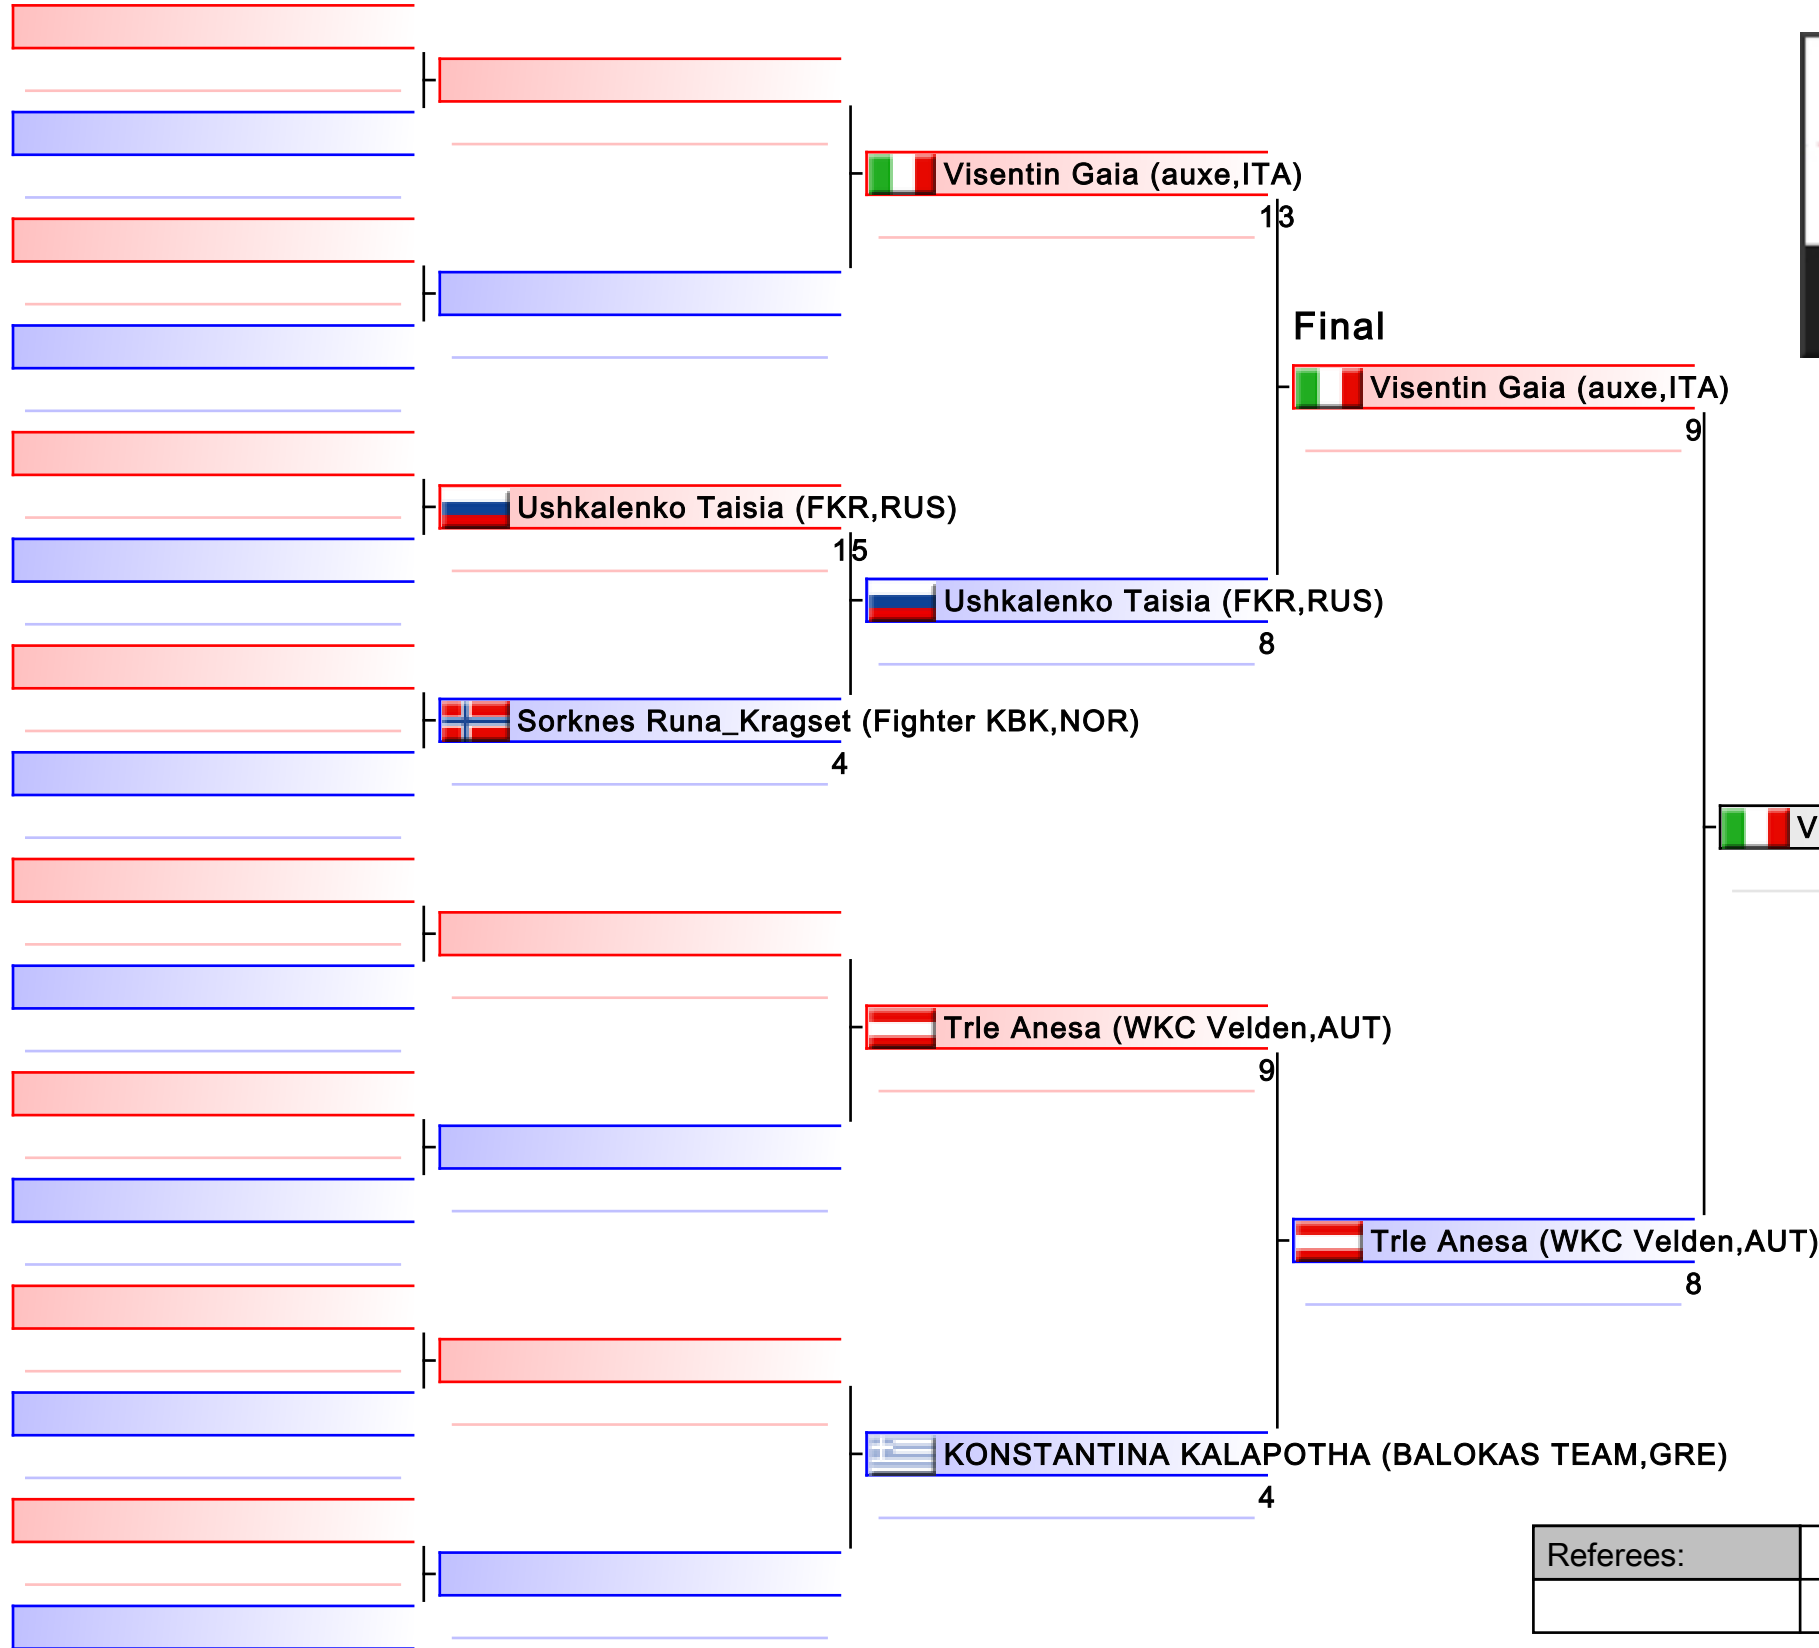 Visentin Gaia (auxe,ITA)
13
Final
Visentin Gaia (auxe,ITA)
9
Ushkalenko Taisia (FKR,RUS)
15
Ushkalenko Taisia (FKR,RUS)
8
Sorknes Runa_Kragset (Fighter KBK,NOR)
4
V
Trle Anesa (WKC Velden,AUT)
9
Trle Anesa (WKC Velden,AUT)
8
KONSTANTINA KALAPOTHA (BALOKAS TEAM,GRE)
4
Referees: